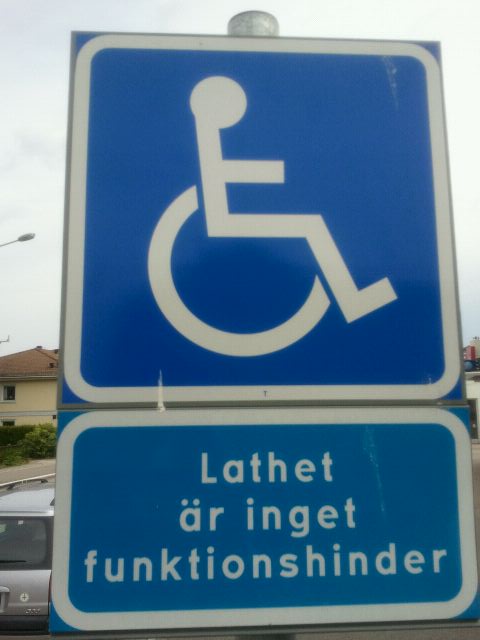 Lathet
är inget
funktionshinder